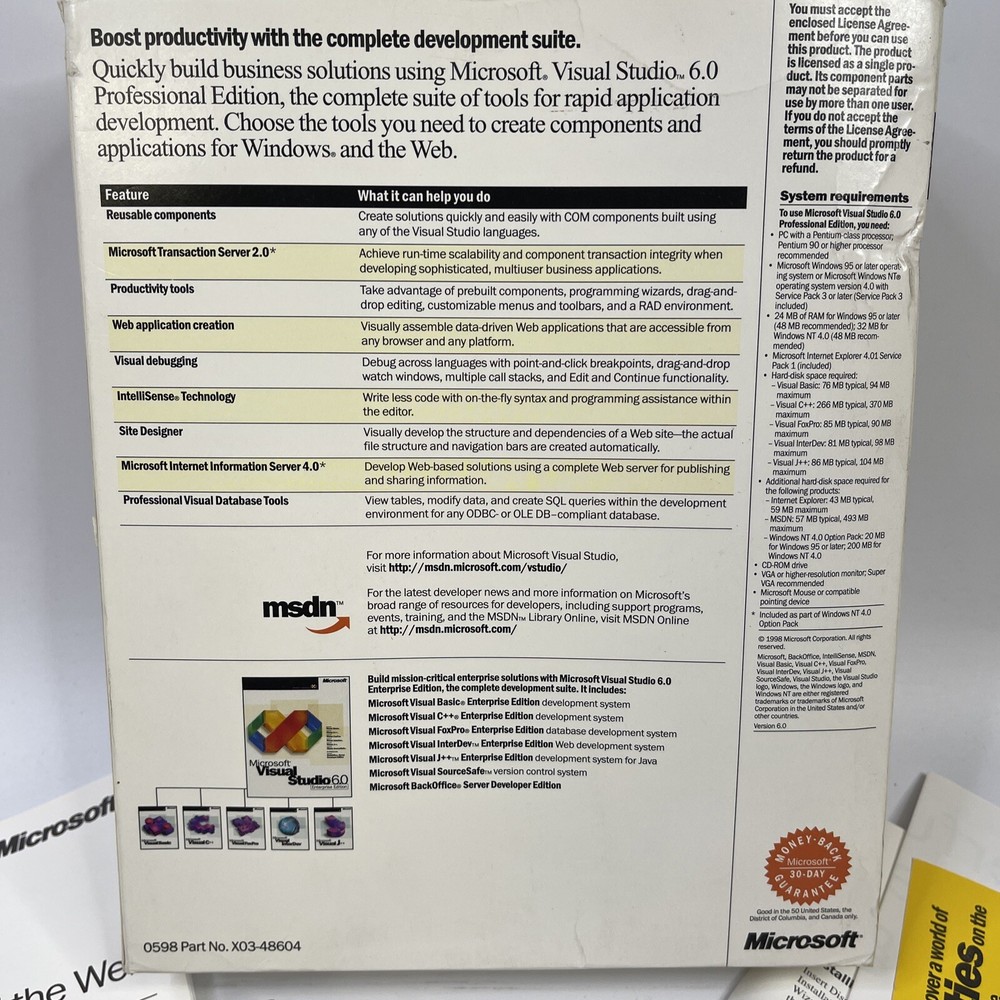 Boost productivity with the complete development suite.
Quickly build business solutions using Microsoft® Visual Studio™ 6.0
Professional Edition, the complete suite of tools for rapid application
development. Choose the tools you need to create components and
applications for Windows® and the Web.
Feature What it can help you do
Reusable components Create solutions quickly and easily with COM components built using
any of the Visual Studio languages.
Microsoft Transaction Server 2.0* Achieve run-time scalability and component transaction integrity when
developing sophisticated, multiuser business applications.
Productivity tools Take advantage of prebuilt components, programming wizards, drag-and-
drop editing, customizable menus and toolbars, and a RAD environment.
Web application creation Visually assemble data-driven Web applications that are accessible from
any browser and any platform.
Visual debugging Debug across languages with point-and-click breakpoints, drag-and-drop
watch windows, multiple call stacks, and Edit and Continue functionality.
IntelliSense® Technology Write less code with on-the-fly syntax and programming assistance within
the editor.
Site Designer Visually develop the structure and dependencies of a Web site—the actual
file structure and navigation bars are created automatically.
Microsoft Internet Information Server 4.0* Develop Web-based solutions using a complete Web server for publishing
and sharing information.
Professional Visual Database Tools View tables, modify data, and create SQL queries within the development
environment for any ODBC- or OLE DB–compliant database.
For more information about Microsoft Visual Studio,
visit http://msdn.microsoft.com/vstudio/
msdn™
For the latest developer news and more information on Microsoft's
broad range of resources for developers, including support programs,
events, training, and the MSDN™ Library Online, visit MSDN Online
at http://msdn.microsoft.com/
Build mission-critical enterprise solutions with Microsoft Visual Studio 6.0
Enterprise Edition, the complete development suite. It includes:
Microsoft Visual Basic® Enterprise Edition development system
Microsoft Visual C++® Enterprise Edition development system
Microsoft Visual FoxPro® Enterprise Edition database development system
Microsoft Visual InterDev™ Enterprise Edition Web development system
Microsoft Visual J++™ Enterprise Edition development system for Java
Microsoft Visual SourceSafe™ version control system
Microsoft BackOffice® Server Developer Edition
Microsoft
Microsoft
Visual
Studio 6.0
Enterprise Edition
0598 Part No. X03-48604
You must accept the
enclosed License Agree-
ment before you can use
this product. The product
is licensed as a single pro-
duct. Its component parts
may not be separated for
use by more than one user.
If you do not accept the
terms of the License Agree-
ment, you should promptly
return the product for a
refund.
System requirements
To use Microsoft Visual Studio 6.0
Professional Edition, you need:
• PC with a Pentium-class processor;
Pentium 90 or higher processor
recommended
• Microsoft Windows 95 or later operat-
ing system or Microsoft Windows NT®
operating system version 4.0 with
Service Pack 3 or later (Service Pack 3
included)
• 24 MB of RAM for Windows 95 or later
(48 MB recommended); 32 MB for
Windows NT 4.0 (48 MB recom-
mended)
• Microsoft Internet Explorer 4.01 Service
Pack 1 (included)
• Hard-disk space required:
– Visual Basic: 76 MB typical, 94 MB
maximum
– Visual C++: 266 MB typical, 370 MB
maximum
– Visual FoxPro: 85 MB typical, 90 MB
maximum
– Visual InterDev: 81 MB typical, 98 MB
maximum
– Visual J++: 86 MB typical, 104 MB
maximum
• Additional hard-disk space required for
the following products:
– Internet Explorer: 43 MB typical,
59 MB maximum
– MSDN: 57 MB typical, 493 MB
maximum
– Windows NT 4.0 Option Pack: 20 MB
for Windows 95 or later; 200 MB for
Windows NT 4.0
• CD-ROM drive
• VGA or higher-resolution monitor; Super
VGA recommended
• Microsoft Mouse or compatible
pointing device
* Included as part of Windows NT 4.0
Option Pack
© 1998 Microsoft Corporation. All rights
reserved.
Microsoft, BackOffice, IntelliSense, MSDN,
Visual Basic, Visual C++, Visual FoxPro,
Visual InterDev, Visual J++, Visual
SourceSafe, Visual Studio, the Visual Studio
logo, Windows, the Windows logo, and
Windows NT are either registered
trademarks or trademarks of Microsoft
Corporation in the United States and/or
other countries.
Version 6.0
MONEY-BACK
Microsoft®
30-DAY
GUARANTEE
Good in the 50 United States, the
District of Columbia, and Canada only.
Microsoft®
Microsoft
the We
stall
Insert Dis
Install
Wiz
over a world of
ies on the